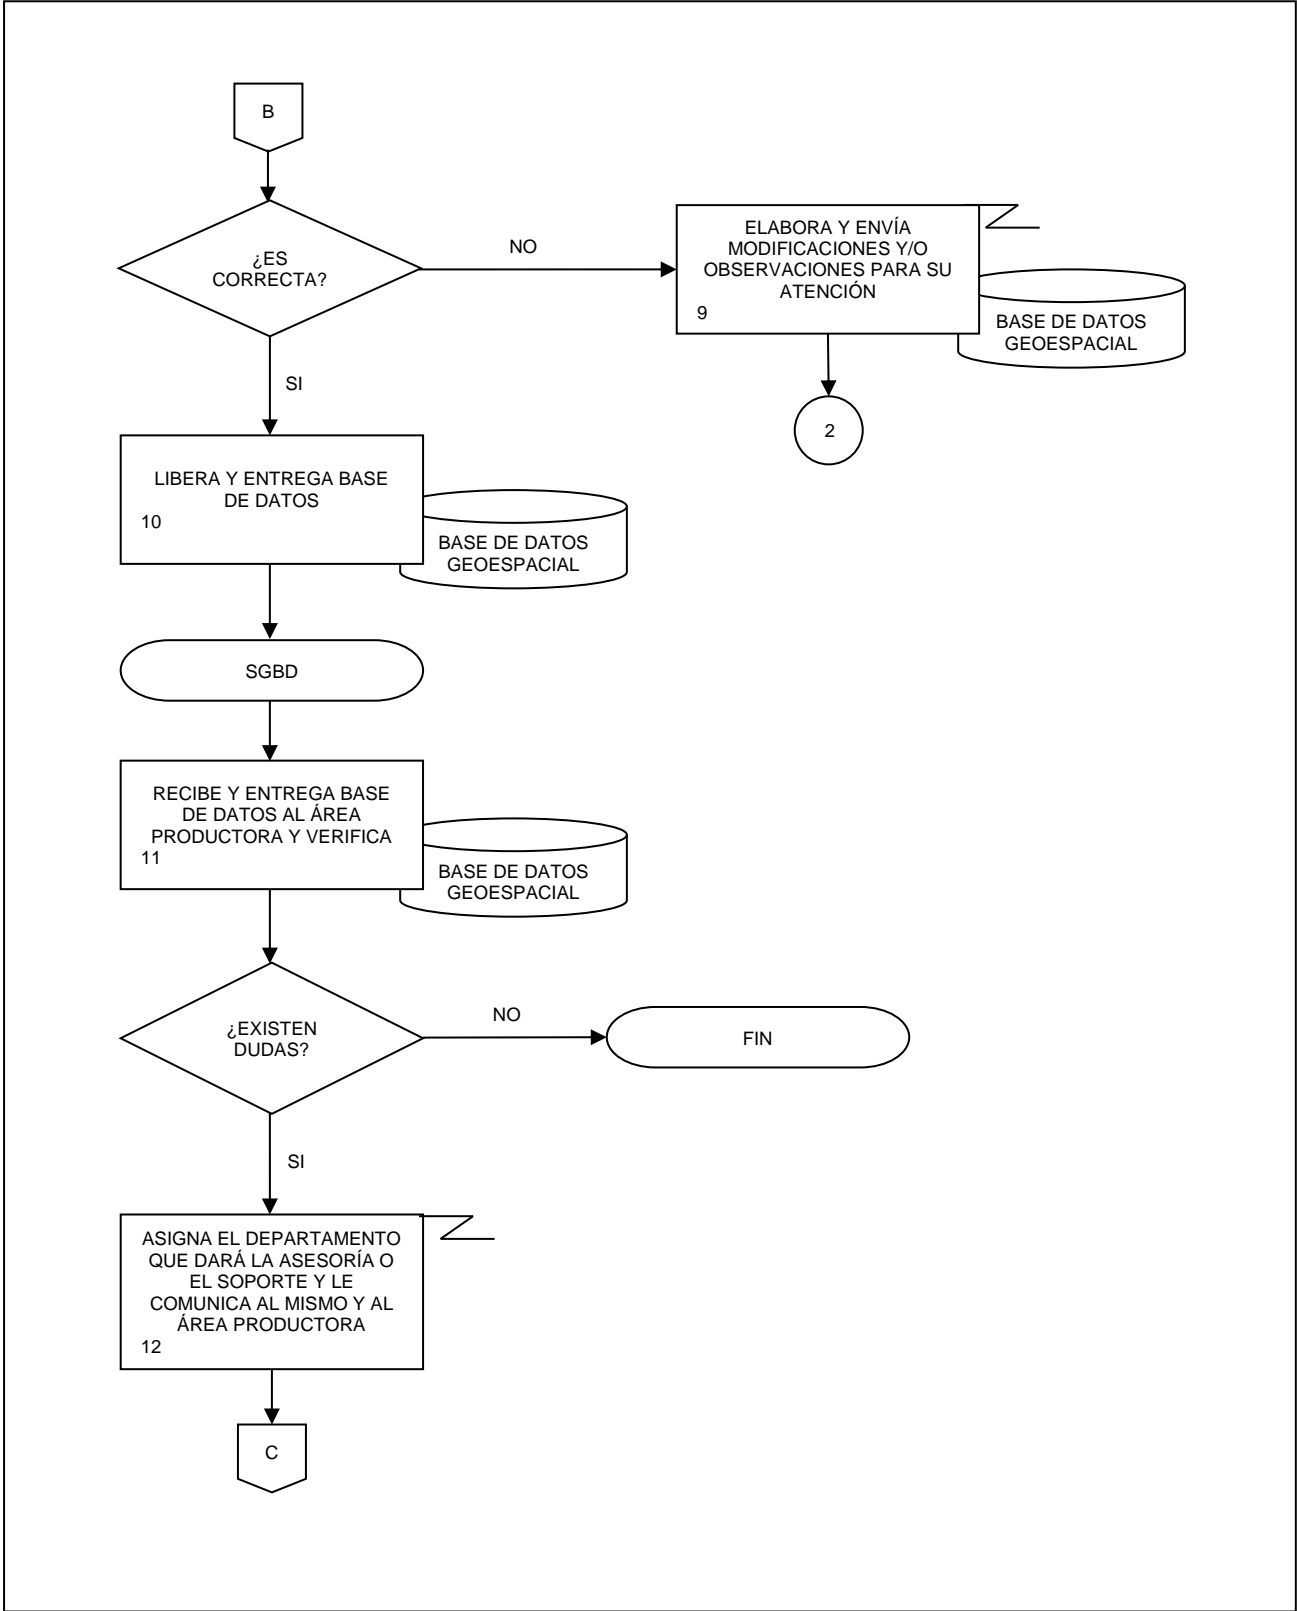 B
¿ES
CORRECTA?
NO
ELABORA Y ENVÍA
MODIFICACIONES Y/O
OBSERVACIONES PARA SU
ATENCIÓN
9
BASE DE DATOS
GEOESPACIAL
2
SI
LIBERA Y ENTREGA BASE
DE DATOS
10
BASE DE DATOS
GEOESPACIAL
SGBD
RECIBE Y ENTREGA BASE
DE DATOS AL ÁREA
PRODUCTORA Y VERIFICA
11
BASE DE DATOS
GEOESPACIAL
¿EXISTEN
DUDAS?
NO
FIN
SI
ASIGNA EL DEPARTAMENTO
QUE DARÁ LA ASESORÍA O
EL SOPORTE Y LE
COMUNICA AL MISMO Y AL
ÁREA PRODUCTORA
12
C